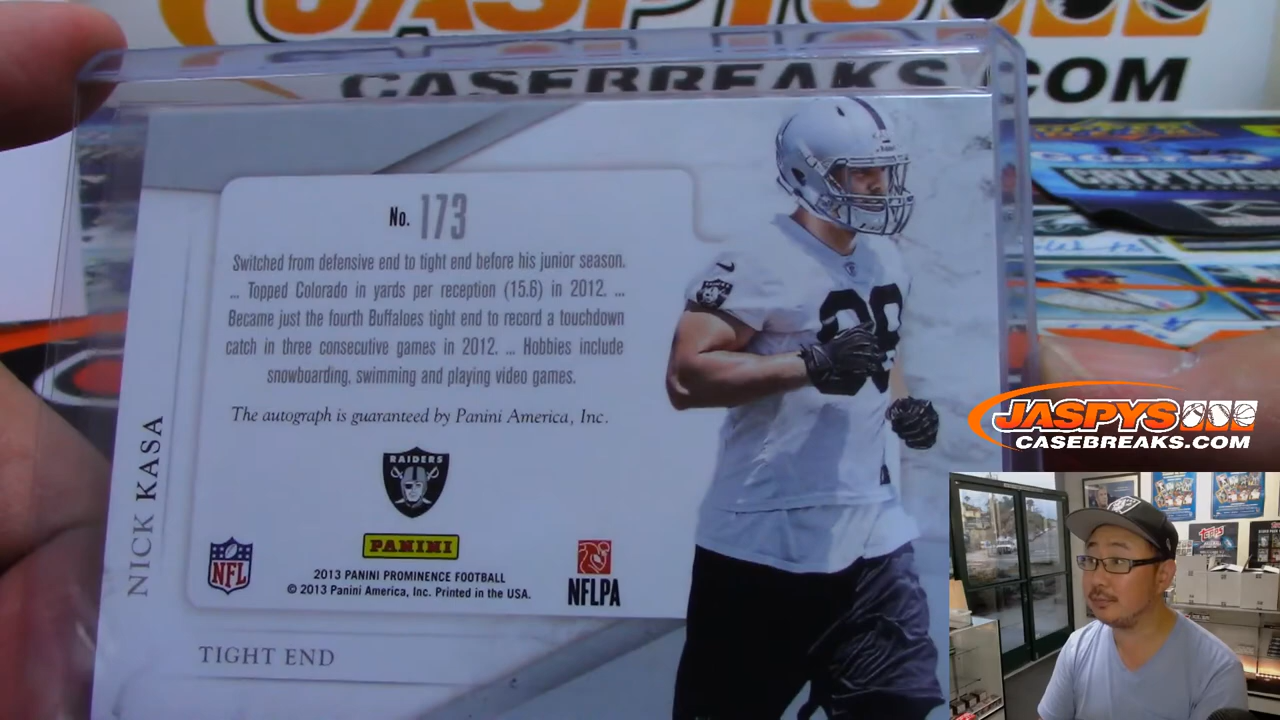 JASPYS
CASEBREAKS.COM
No. 173
Switched from defensive end to tight end before his junior season.
... Topped Colorado in yards per reception (15.6) in 2012. ...
Became just the fourth Buffaloes tight end to record a touchdown
catch in three consecutive games in 2012. ... Hobbies include
snowboarding, swimming and playing video games.
The autograph is guaranteed by Panini America, Inc.
RAIDERS
NFL
PANINI
2013 PANINI PROMINENCE FOOTBALL
© 2013 Panini America, Inc. Printed in the USA.
NFLPA
NICK KASA
TIGHT END
JASPYS
CASEBREAKS.COM
TOPPS